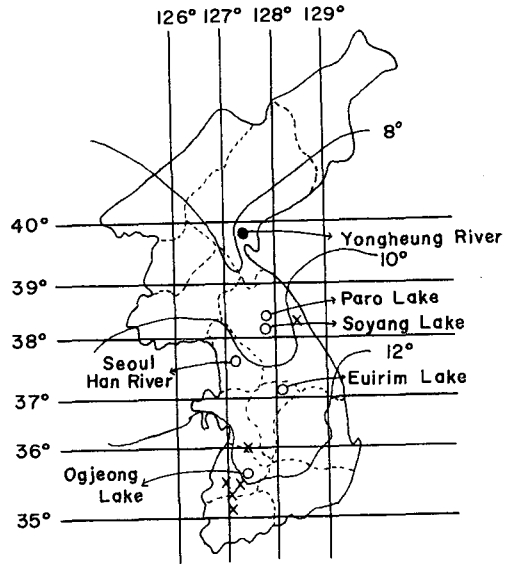 126° 127° 128° 129°
8°
40°
Yongheung River
10°
39°
Paro Lake
38°
Soyang Lake
12°
Seoul
Han River
Euirim Lake
37°
36°
Ogjeong
Lake
35°